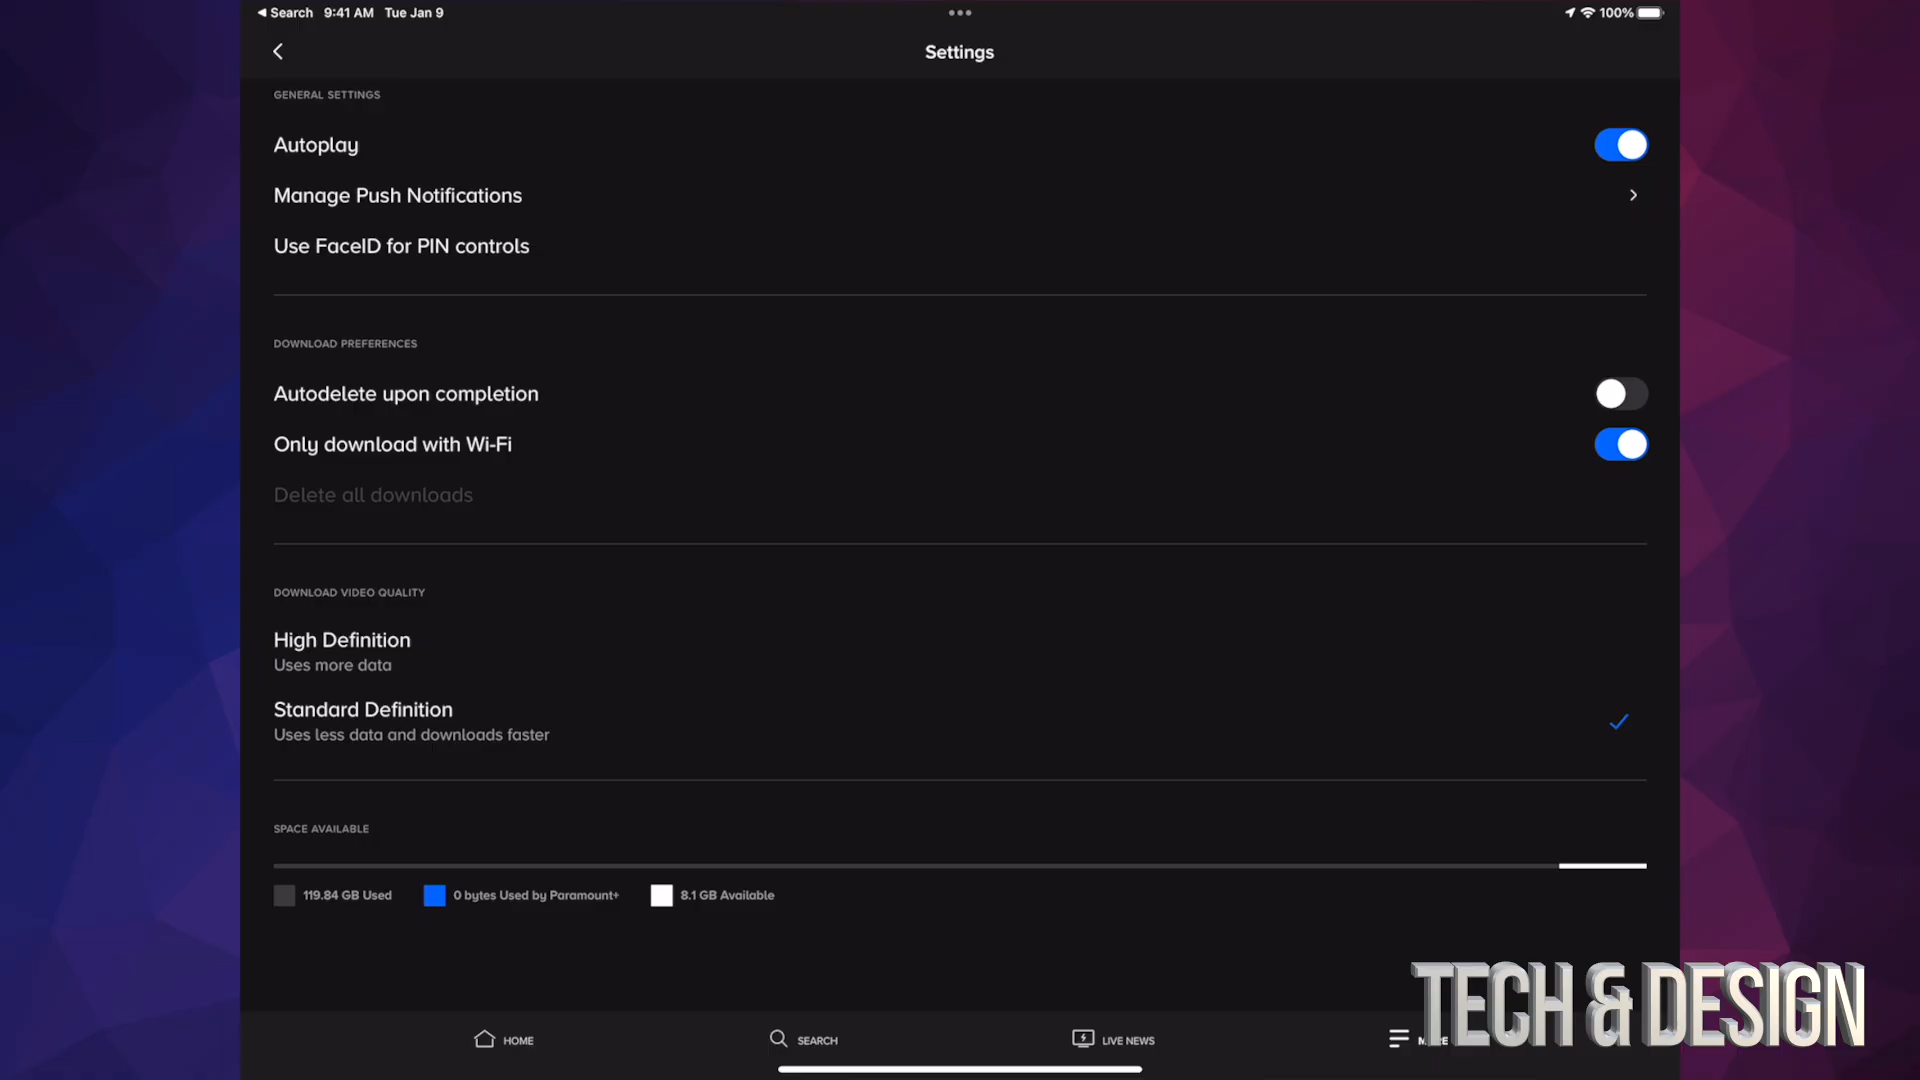 Search 9:41 AM Tue Jan 9
100%
Settings
GENERAL SETTINGS
Autoplay
Manage Push Notifications
Use FaceID for PIN controls
DOWNLOAD PREFERENCES
Autodelete upon completion
Only download with Wi-Fi
Delete all downloads
DOWNLOAD VIDEO QUALITY
High Definition
Uses more data
Standard Definition
Uses less data and downloads faster
SPACE AVAILABLE
119.84 GB Used 0 bytes Used by Paramount+ 8.1 GB Available
HOME SEARCH LIVE NEWS
TECH & DESIGN